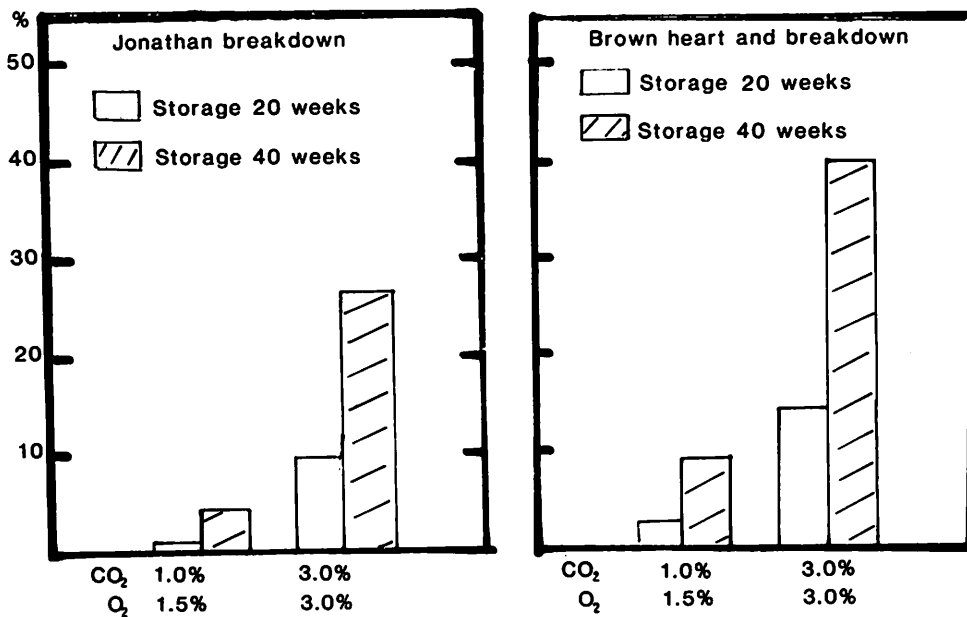 %
50
40
30
20
10
Jonathan breakdown
Storage 20 weeks
Storage 40 weeks
CO₂ 1.0% 3.0%
O₂ 1.5% 3.0%
Brown heart and breakdown
Storage 20 weeks
Storage 40 weeks
CO₂ 1.0% 3.0%
O₂ 1.5% 3.0%